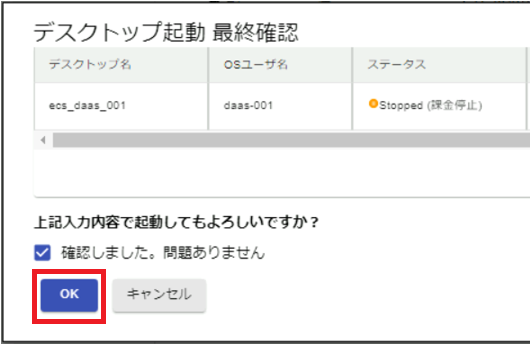 デスクトップ起動 最終確認
デスクトップ名 OSユーザ名 ステータス
ecs_daas_001 daas-001 Stopped (課金停止)
上記入力内容で起動してもよろしいですか？
確認しました。問題ありません
OK キャンセル